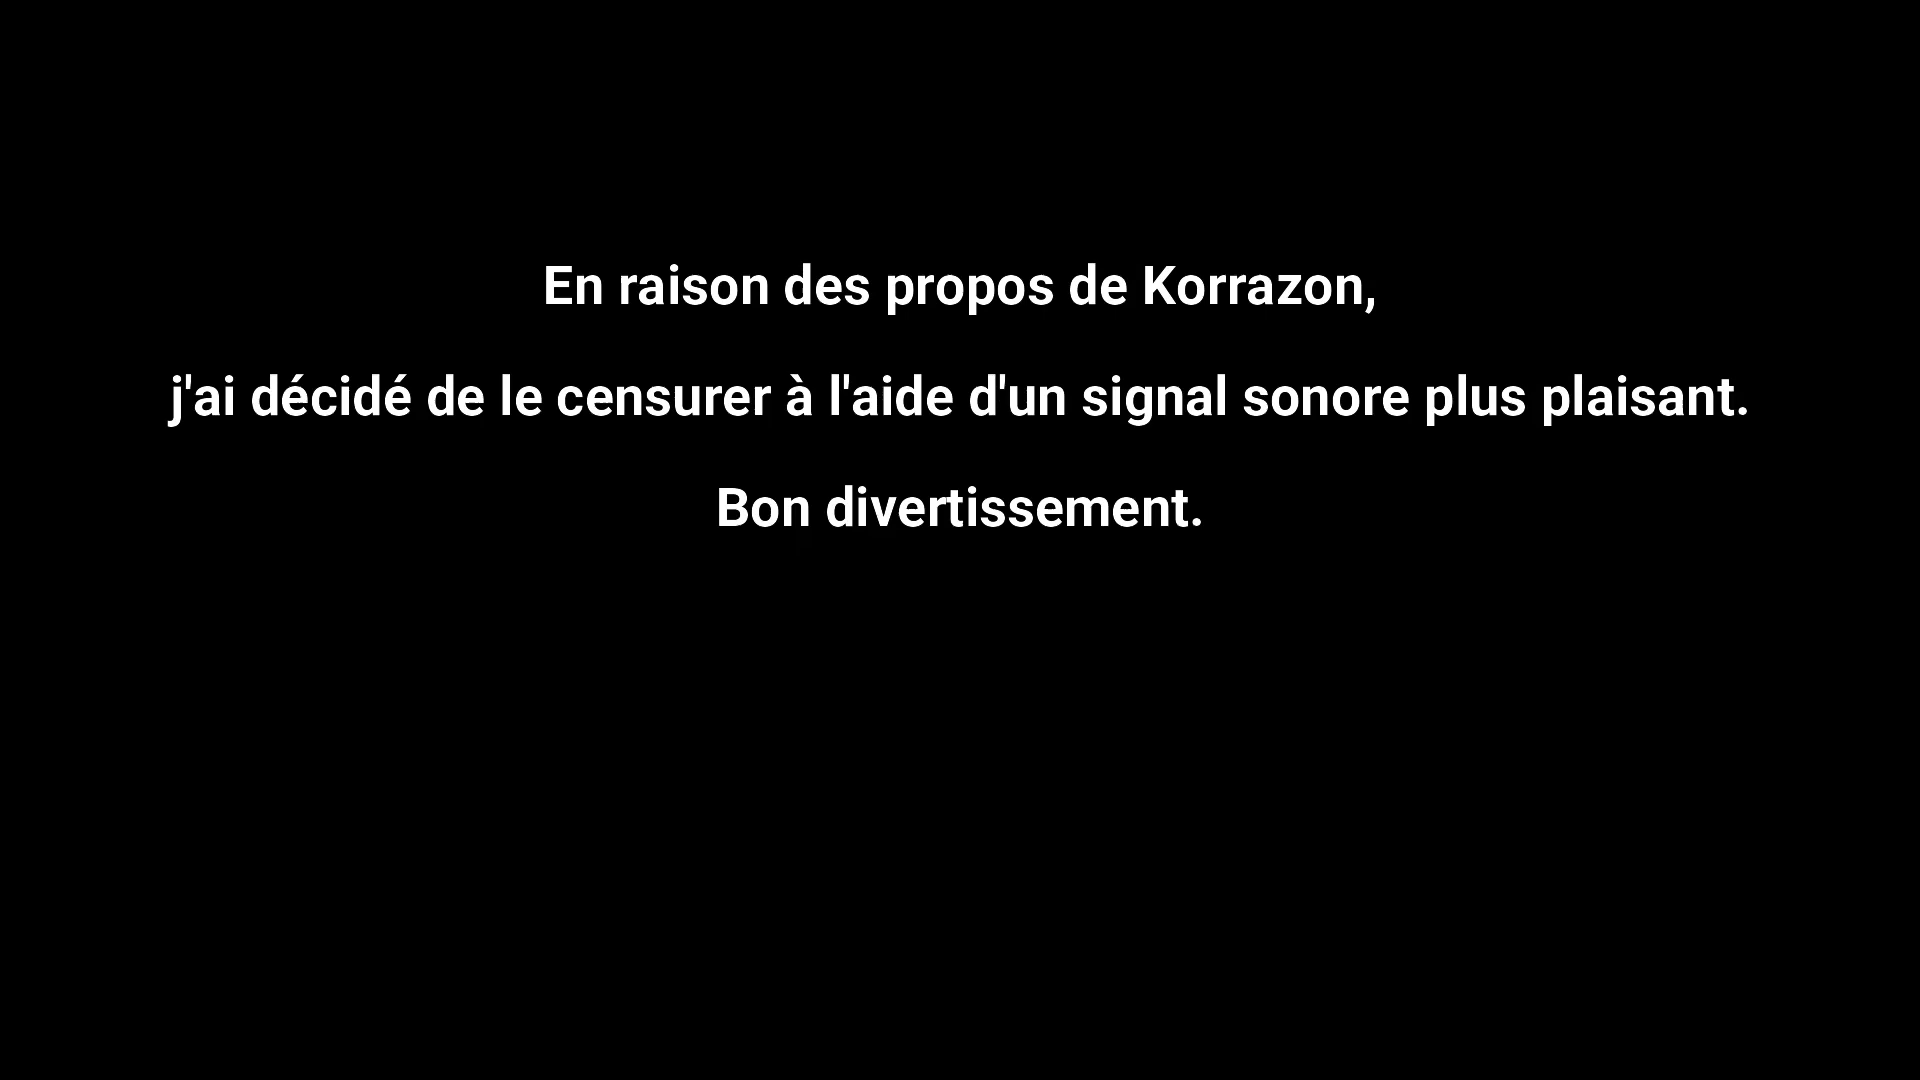 En raison des propos de Korrazon,
j'ai décidé de le censurer à l'aide d'un signal sonore plus plaisant.
Bon divertissement.